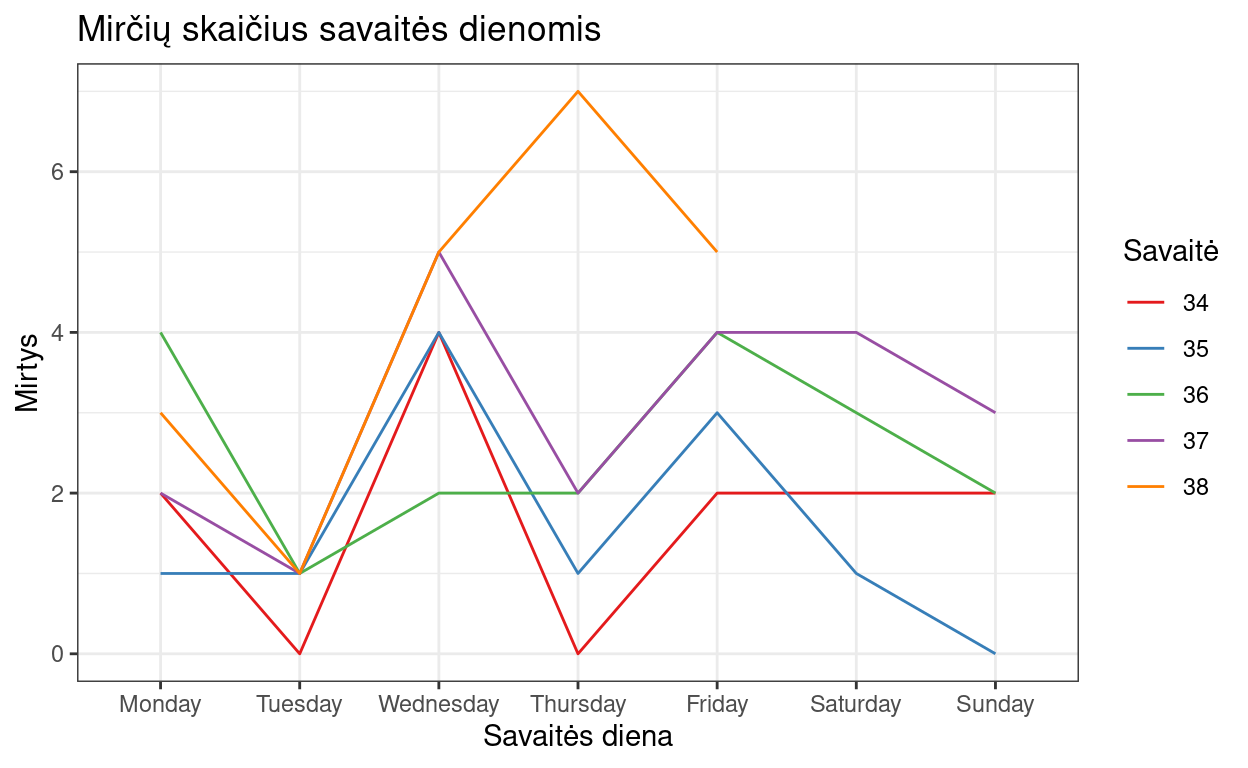 Mirčių skaičius savaitės dienomis
Mirtys
6
4
2
0
Monday Tuesday Wednesday Thursday Friday Saturday Sunday
Savaitės diena
Savaitė
34
35
36
37
38